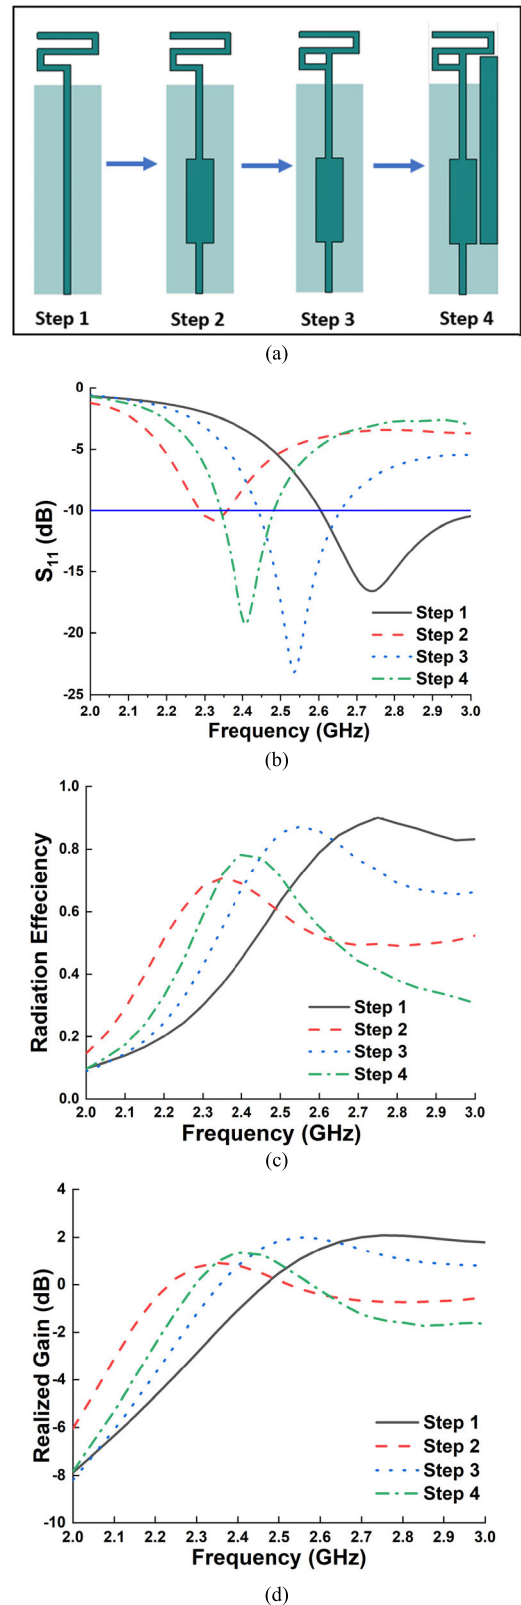 Step 1 Step 2 Step 3 Step 4
(a)
0
-5
-10
-15
-20
-25
S11 (dB)
Step 1
Step 2
Step 3
Step 4
2.0 2.1 2.2 2.3 2.4 2.5 2.6 2.7 2.8 2.9 3.0
Frequency (GHz)
(b)
1.0
0.8
0.6
0.4
0.2
0.0
Radiation Effeciency
Step 1
Step 2
Step 3
Step 4
2.0 2.1 2.2 2.3 2.4 2.5 2.6 2.7 2.8 2.9 3.0
Frequency (GHz)
(c)
4
2
0
-2
-4
-6
-8
-10
Realized Gain (dB)
Step 1
Step 2
Step 3
Step 4
2.0 2.1 2.2 2.3 2.4 2.5 2.6 2.7 2.8 2.9 3.0
Frequency (GHz)
(d)